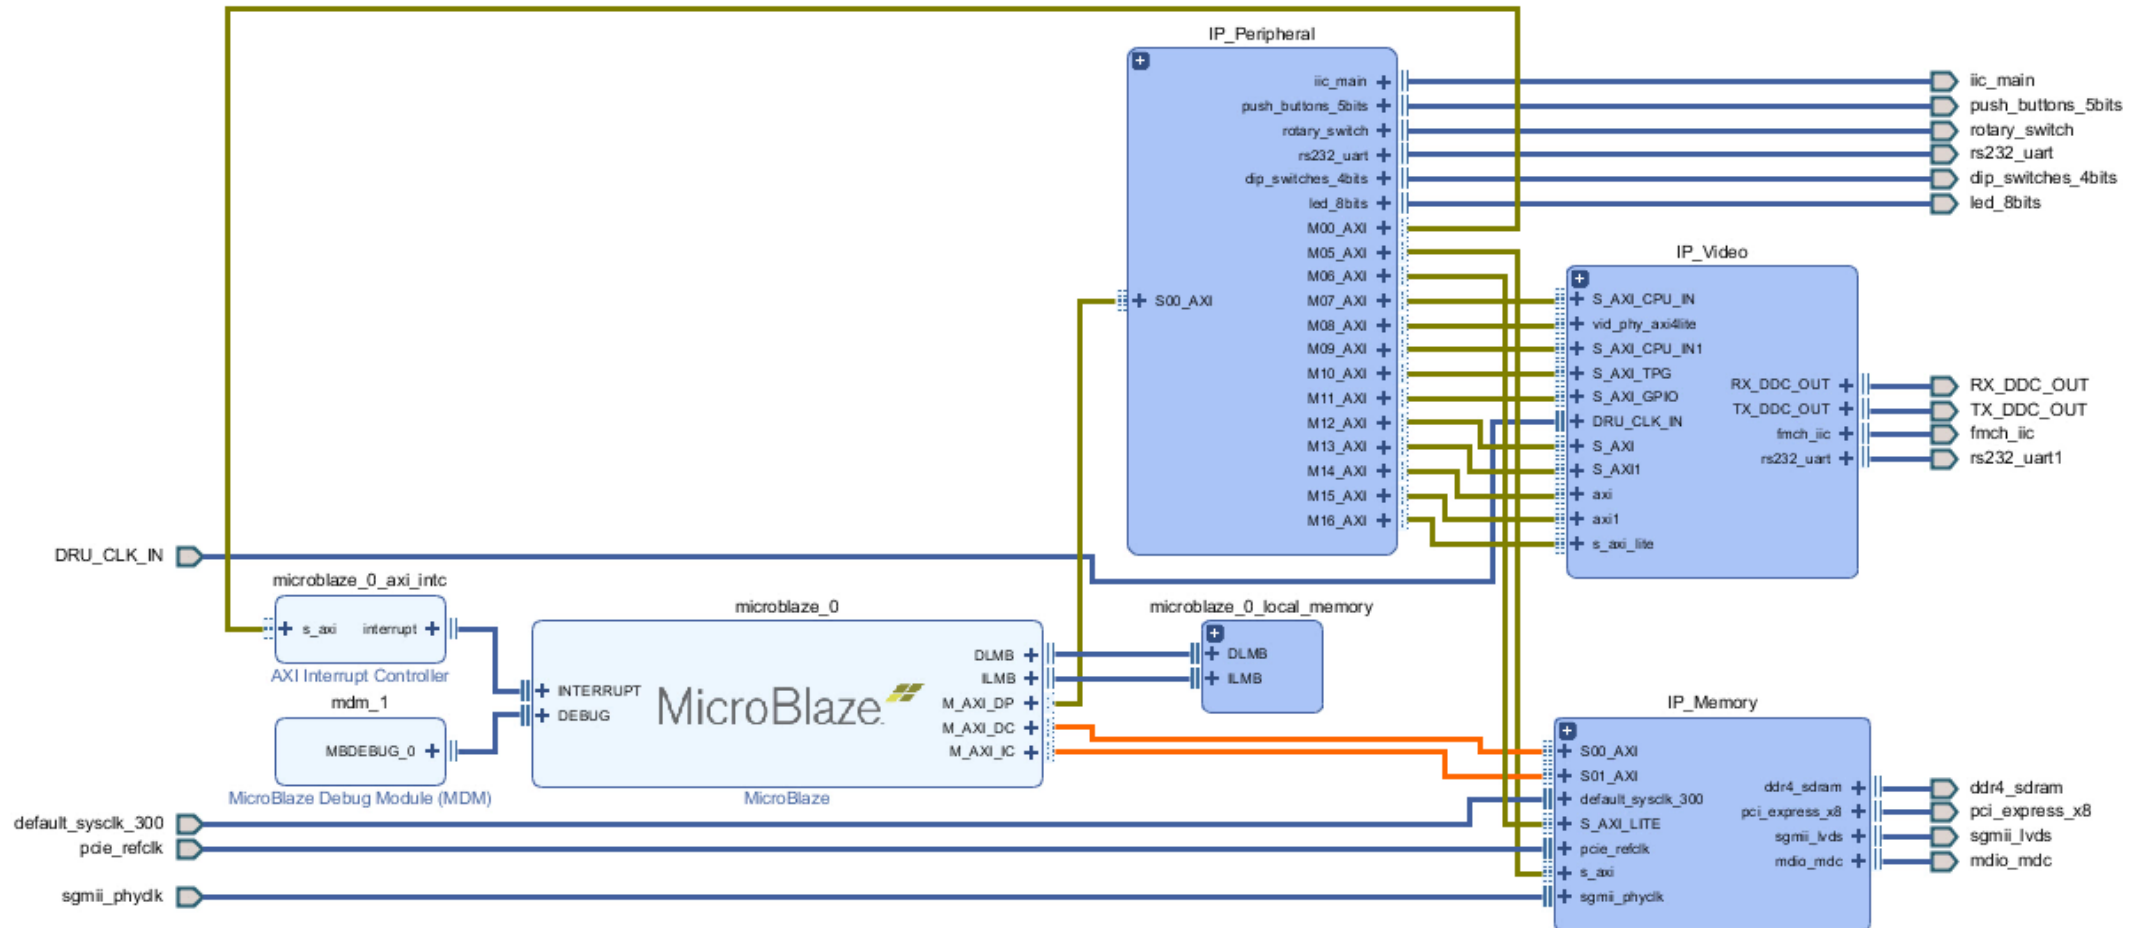 IP_Peripheral
iic_main
push_buttons_5bits
rotary_switch
rs232_uart
dip_switches_4bits
led_8bits
M00_AXI
M05_AXI
M06_AXI
M07_AXI
M08_AXI
M09_AXI
M10_AXI
M11_AXI
M12_AXI
M13_AXI
M14_AXI
M15_AXI
M16_AXI
S00_AXI
iic_main
push_buttons_5bits
rotary_switch
rs232_uart
dip_switches_4bits
led_8bits
IP_Video
S_AXI_CPU_IN
vid_phy_axi4lite
S_AXI_CPU_IN1
S_AXI_TPG
S_AXI_GPIO
DRU_CLK_IN
S_AXI
S_AXI1
axi
axi1
s_axi_lite
RX_DDC_OUT
TX_DDC_OUT
fmch_iic
rs232_uart
RX_DDC_OUT
TX_DDC_OUT
fmch_iic
rs232_uart1
DRU_CLK_IN
microblaze_0_axi_intc
s_axi
interrupt
AXI Interrupt Controller
mdm_1
MBDEBUG_0
MicroBlaze Debug Module (MDM)
microblaze_0
INTERRUPT
DEBUG
MicroBlaze
DLMB
ILMB
M_AXI_DP
M_AXI_DC
M_AXI_IC
MicroBlaze
microblaze_0_local_memory
DLMB
ILMB
default_sysclk_300
pcie_refclk
sgmii_phyclk
IP_Memory
S00_AXI
S01_AXI
default_sysclk_300
S_AXI_LITE
pcie_refclk
s_axi
sgmii_phyclk
ddr4_sdram
pci_express_x8
sgmii_lvds
mdio_mdc
ddr4_sdram
pci_express_x8
sgmii_lvds
mdio_mdc